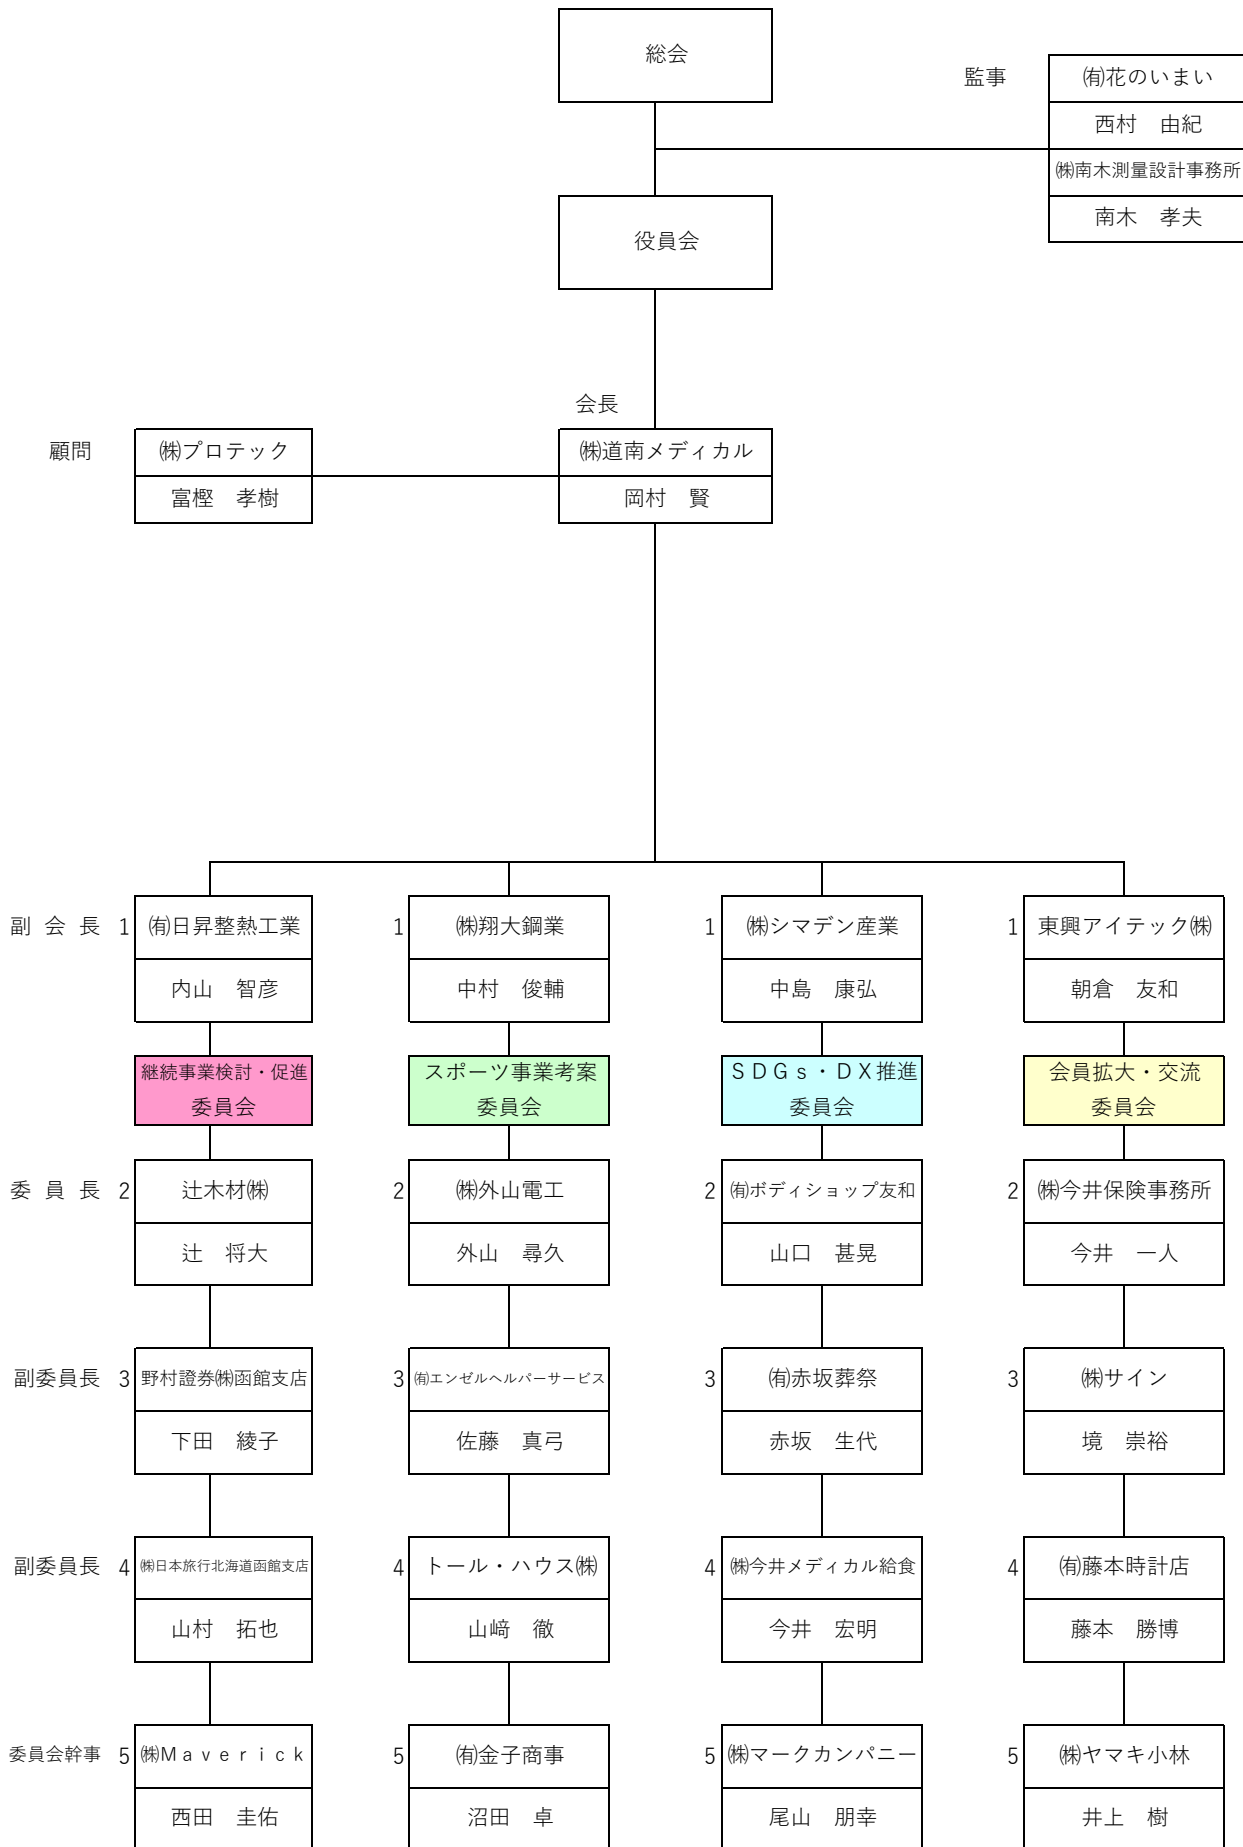 総会
監事
㈲花のいまい
西村　由紀
㈱南木測量設計事務所
南木　孝夫
役員会
会長
顧問
㈱プロテック
富樫　孝樹
㈱道南メディカル
岡村　賢
副 会 長 1 ㈲日昇整熱工業 1 ㈱翔大鋼業 1 ㈱シマデン産業 1 東興アイテック㈱
内山　智彦 中村　俊輔 中島　康弘 朝倉　友和
継続事業検討・促進 スポーツ事業考案 ＳＤＧｓ・ＤＸ推進 会員拡大・交流
委員会 委員会 委員会 委員会
委 員 長 2 辻木材㈱ 2 ㈱外山電工 2 ㈲ボディショップ友和 2 ㈱今井保険事務所
辻　将大 外山　尋久 山口　甚晃 今井　一人
副委員長 3 野村證券㈱函館支店 3 ㈲エンゼルヘルパーサービス 3 ㈲赤坂葬祭 3 ㈱サイン
下田　綾子 佐藤　真弓 赤坂　生代 境　崇裕
副委員長 4 ㈱日本旅行北海道函館支店 4 トール・ハウス㈱ 4 ㈱今井メディカル給食 4 ㈲藤本時計店
山村　拓也 山﨑　徹 今井　宏明 藤本　勝博
委員会幹事 5 ㈱Ｍａｖｅｒｉｃｋ 5 ㈲金子商事 5 ㈱マークカンパニー 5 ㈱ヤマキ小林
西田　圭佑 沼田　卓 尾山　朋幸 井上　樹